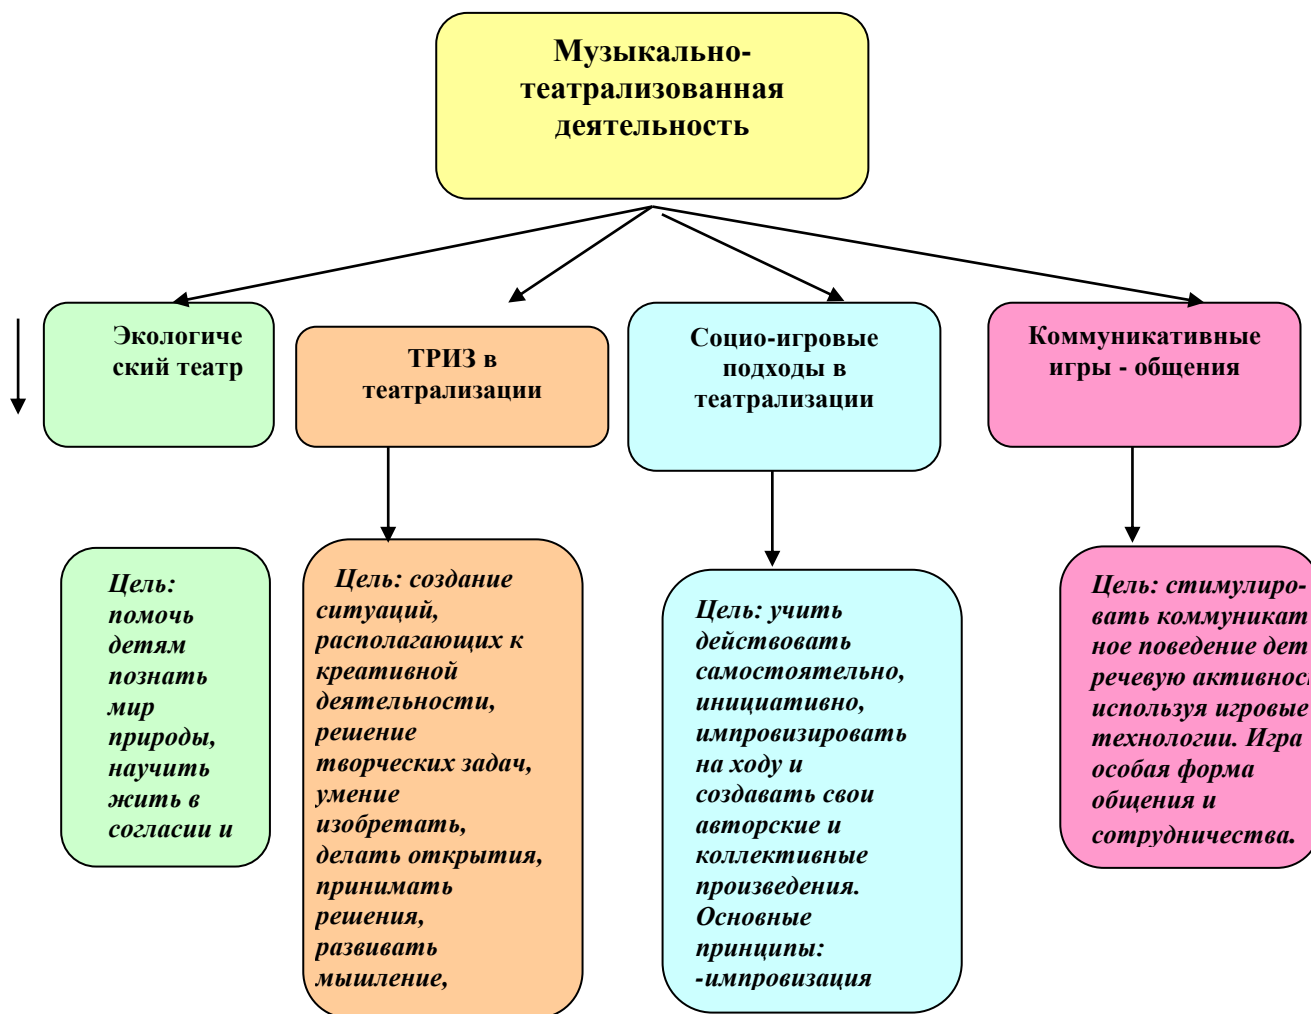 Музыкально-
театрализованная
деятельность
Экологиче
ский театр
ТРИЗ в
театрализации
Социо-игровые
подходы в
театрализации
Коммуникативные
игры - общения
Цель:
помочь
детям
познать
мир
природы,
научить
жить в
согласии и
Цель: создание
ситуаций,
располагающих к
креативной
деятельности,
решение
творческих задач,
умение
изобретать,
делать открытия,
принимать
решения,
развивать
мышление,
Цель: учить
действовать
самостоятельно,
инициативно,
импровизировать
на ходу и
создавать свои
авторские и
коллективные
произведения.
Основные
принципы:
-импровизация
Цель: стимулиро-
вать коммуникат
ное поведение дет
речевую активнос
используя игровые
технологии. Игра
особая форма
общения и
сотрудничества.